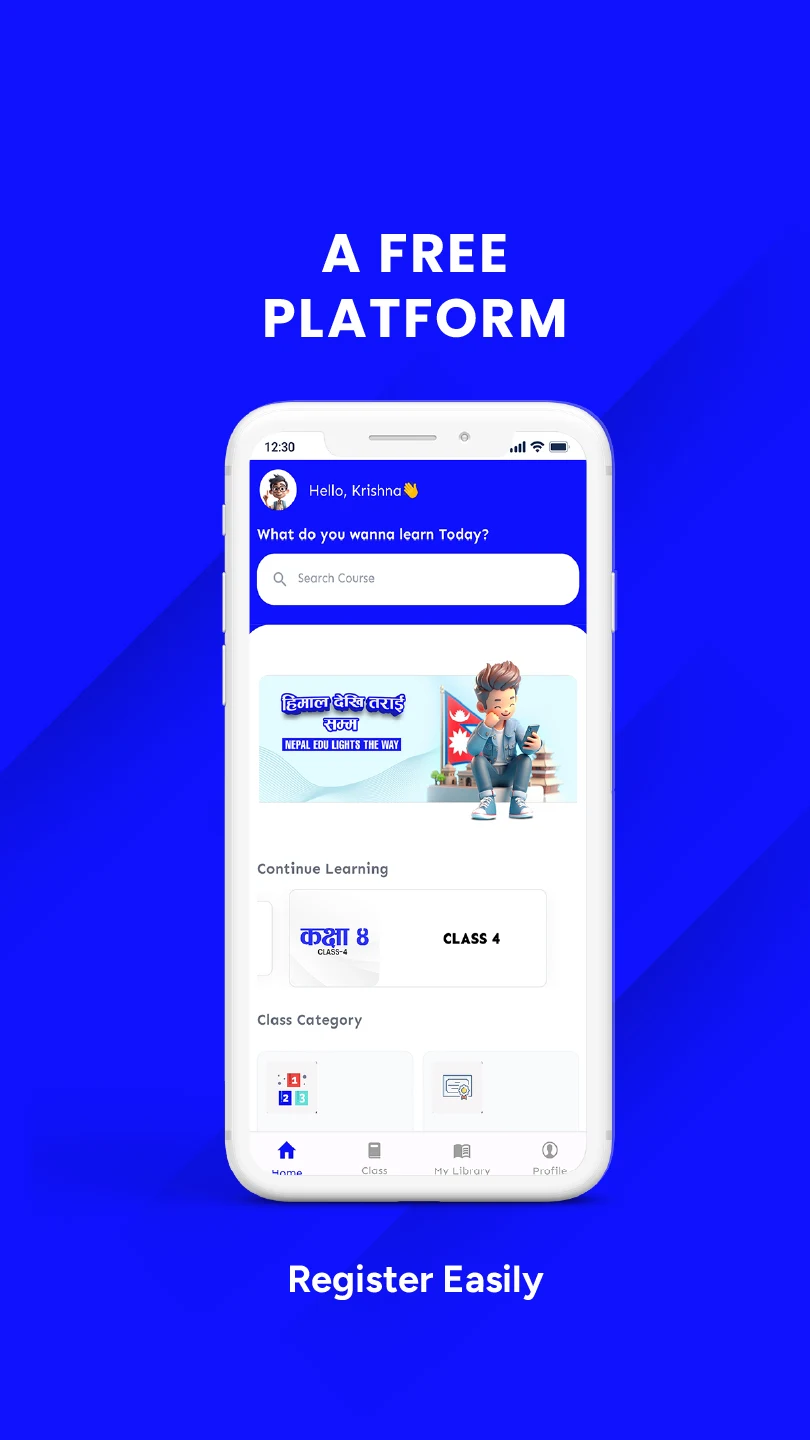 A FREE
PLATFORM
12:30
Hello, Krishna👋
What do you wanna learn Today?
Search Course
हिमाल देखि तराई
सम्म
NEPAL EDU LIGHTS THE WAY
Continue Learning
कक्षा ४
CLASS-4
CLASS 4
Class Category
1
2 3
Home
Class
My Library
Profile
Register Easily